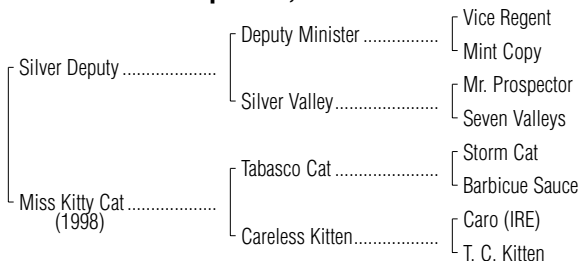 Vice Regent
Deputy Minister ..................
Mint Copy
Silver Deputy .....................
Mr. Prospector
Silver Valley.......................
Seven Valleys
Storm Cat
Tabasco Cat .......................
Barbicue Sauce
Miss Kitty Cat ....................
(1998)
Caro (IRE)
Careless Kitten...................
T. C. Kitten